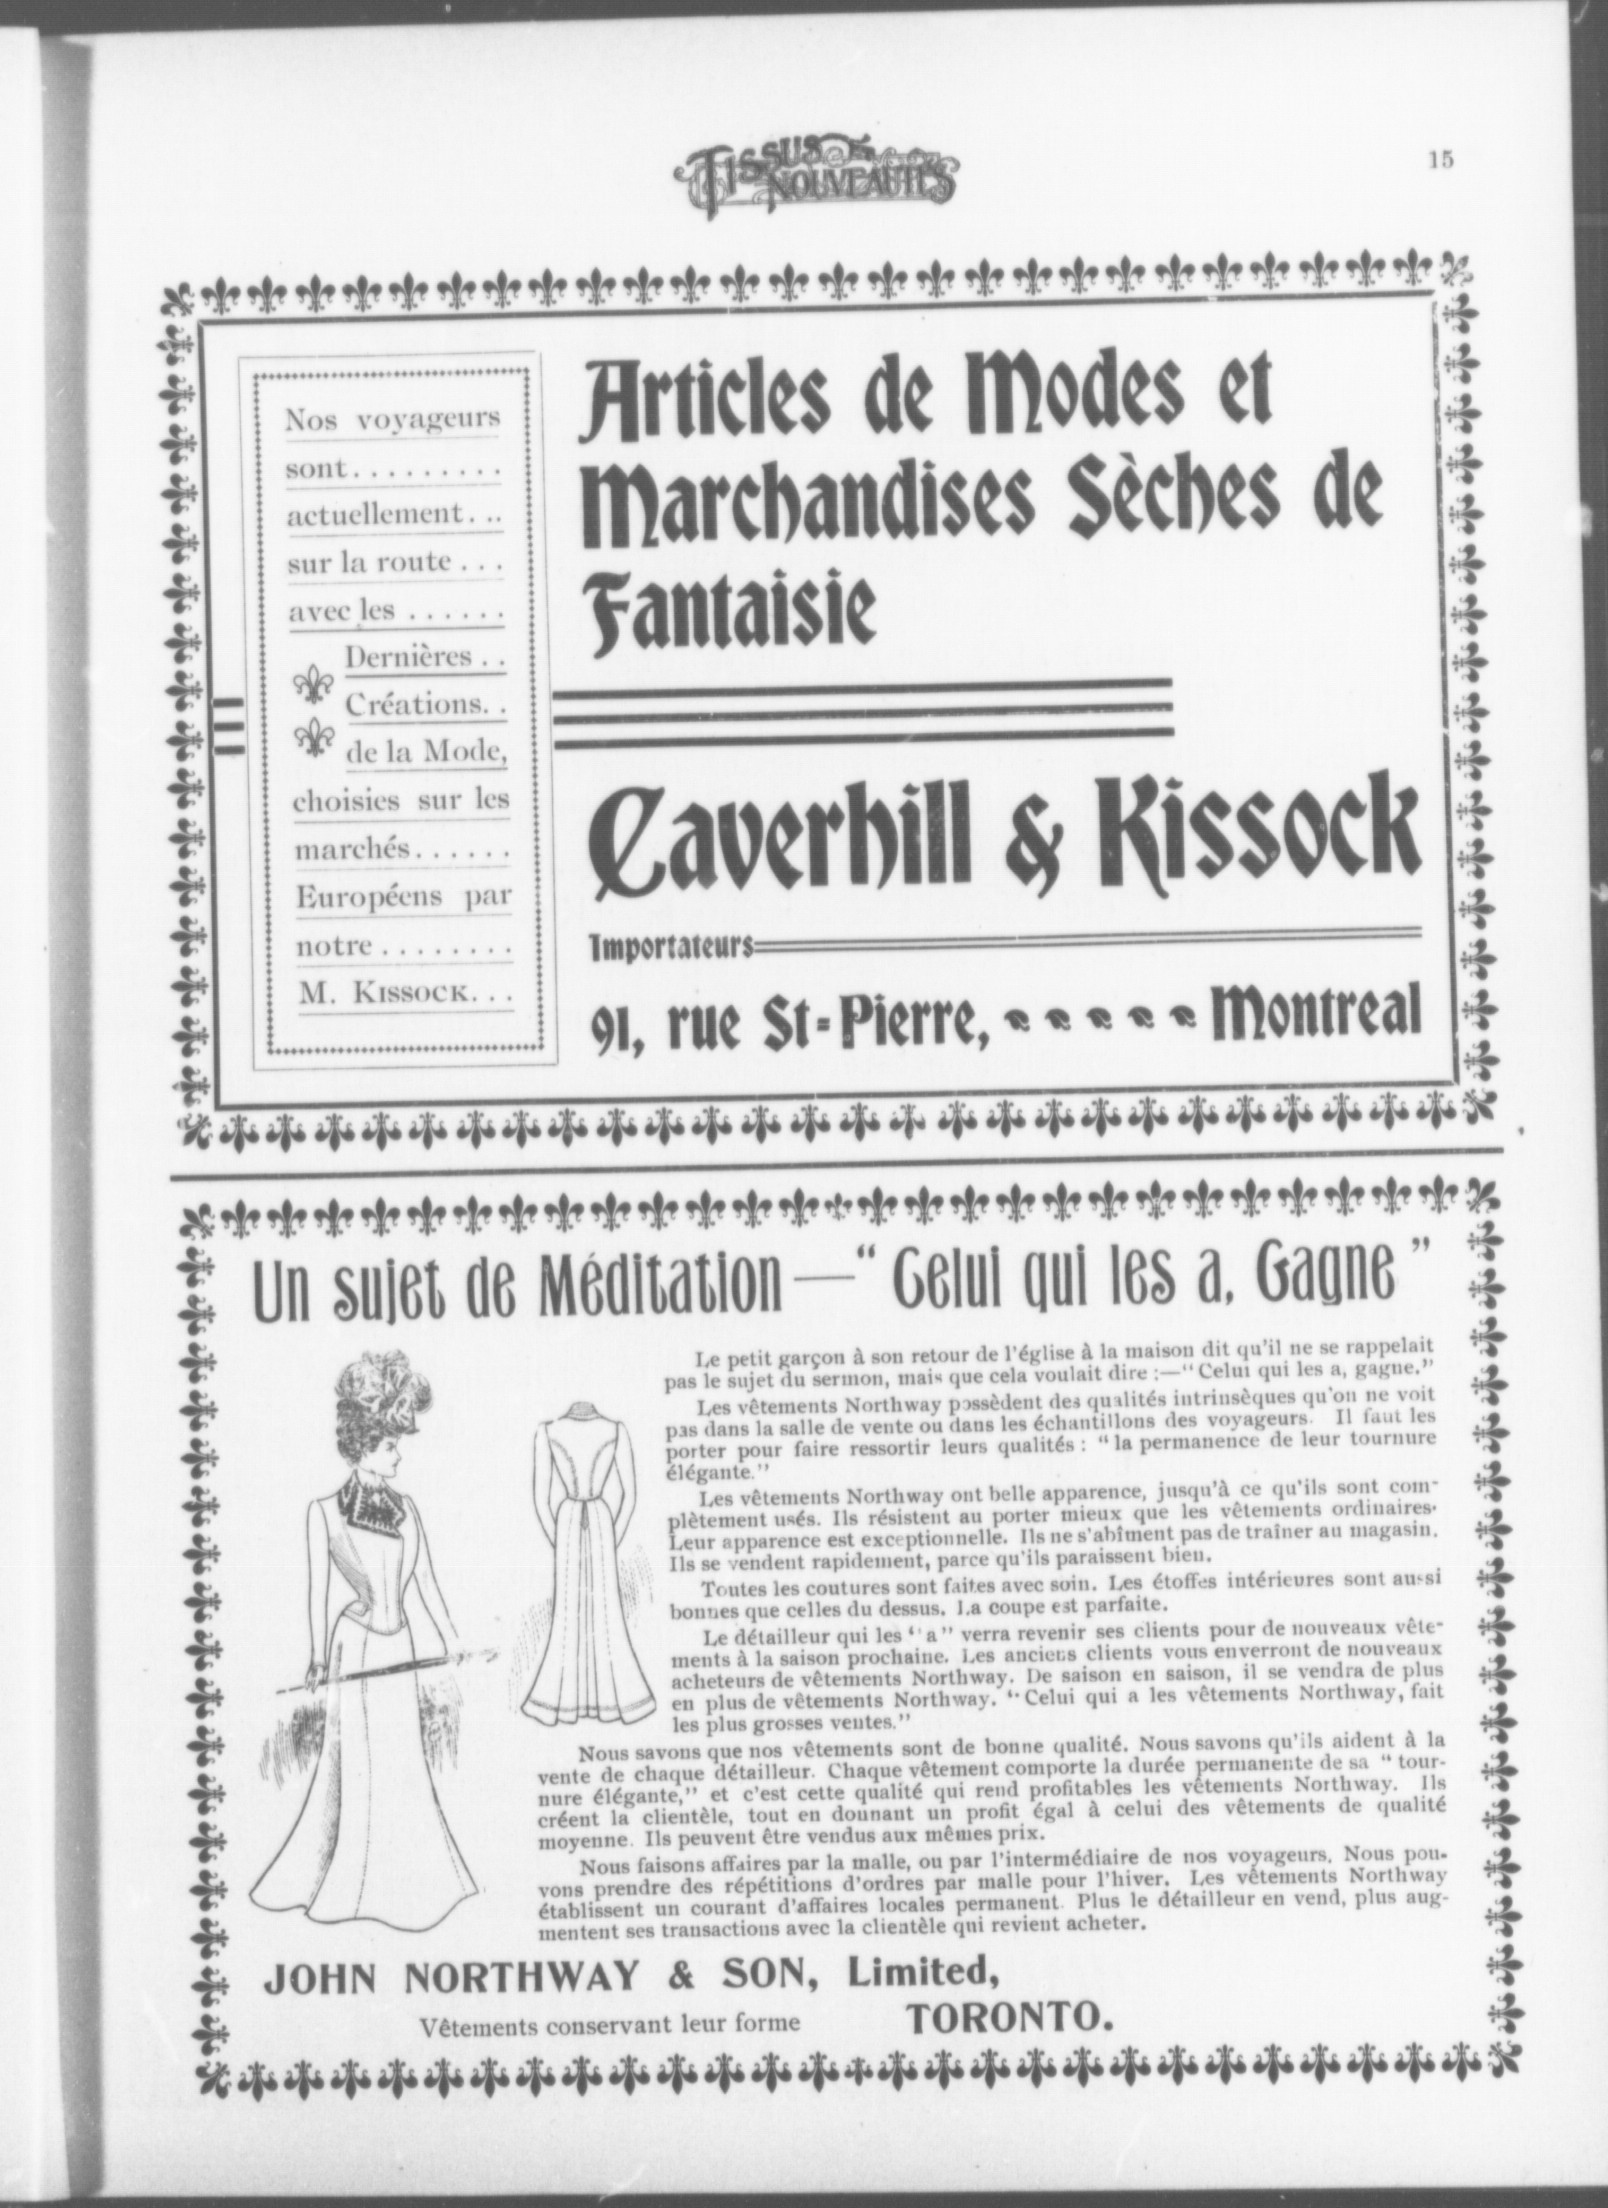 TISSUS ET
NOUVEAUTÉS
15
Nos voyageurs
sont.........
actuellement...
sur la route...
avec les......
Dernières..
Créations..
de la Mode,
choisies sur les
marchés......
Européens par
notre........
M. KISSOCK...
Articles de Modes et
Marchandises Sèches de
Fantaisie
Caverhill & Kissock
Importateurs
91, rue St-Pierre, Montreal
Un sujet de Méditation—“Celui qui les a, Gagne”
Le petit garçon à son retour de l'église à la maison dit qu'il ne se rappelait
pas le sujet du sermon, mais que cela voulait dire :—“Celui qui les a, gagne.”
Les vêtements Northway possèdent des qualités intrinsèques qu'on ne voit
pas dans la salle de vente ou dans les échantillons des voyageurs. Il faut les
porter pour faire ressortir leurs qualités : “la permanence de leur tournure
élégante.”
Les vêtements Northway ont belle apparence, jusqu'à ce qu'ils sont com-
plètement usés. Ils résistent au porter mieux que les vêtements ordinaires.
Leur apparence est exceptionnelle. Ils ne s'abîment pas de traîner au magasin.
Ils se vendent rapidement, parce qu'ils paraissent bien.
Toutes les coutures sont faites avec soin. Les étoffes intérieures sont aussi
bonnes que celles du dessus. La coupe est parfaite.
Le détailleur qui les “a” verra revenir ses clients pour de nouveaux vête-
ments à la saison prochaine. Les anciens clients vous enverront de nouveaux
acheteurs de vêtements Northway. De saison en saison, il se vendra de plus
en plus de vêtements Northway. “Celui qui a les vêtements Northway, fait
les plus grosses ventes.”
Nous savons que nos vêtements sont de bonne qualité. Nous savons qu'ils aident à la
vente de chaque détailleur. Chaque vêtement comporte la durée permanente de sa “tour-
nure élégante,” et c'est cette qualité qui rend profitables les vêtements Northway. Ils
créent la clientèle, tout en donnant un profit égal à celui des vêtements de qualité
moyenne. Ils peuvent être vendus aux mêmes prix.
Nous faisons affaires par la malle, ou par l'intermédiaire de nos voyageurs. Nous pou-
vons prendre des répétitions d'ordres par malle pour l'hiver. Les vêtements Northway
établissent un courant d'affaires locales permanent. Plus le détailleur en vend, plus aug-
mentent ses transactions avec la clientèle qui revient acheter.
JOHN NORTHWAY & SON, Limited,
Vêtements conservant leur forme TORONTO.